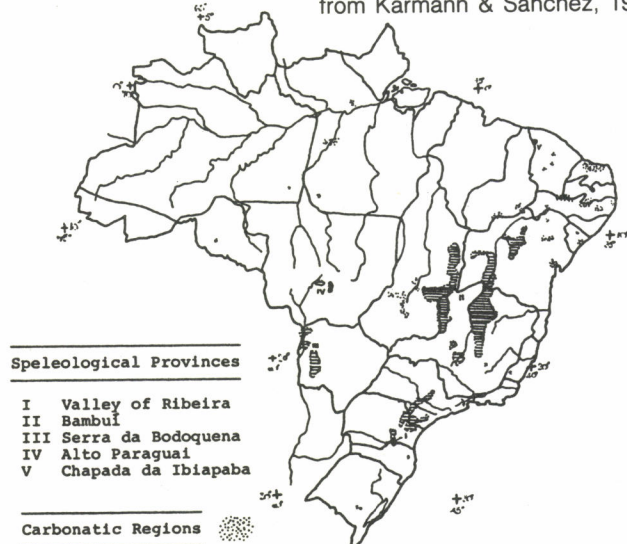 from Karmann & Sanchez, 19
Speleological Provinces
I Valley of Ribeira
II Bambuí
III Serra da Bodoquena
IV Alto Paraguai
V Chapada da Ibiapaba
Carbonatic Regions